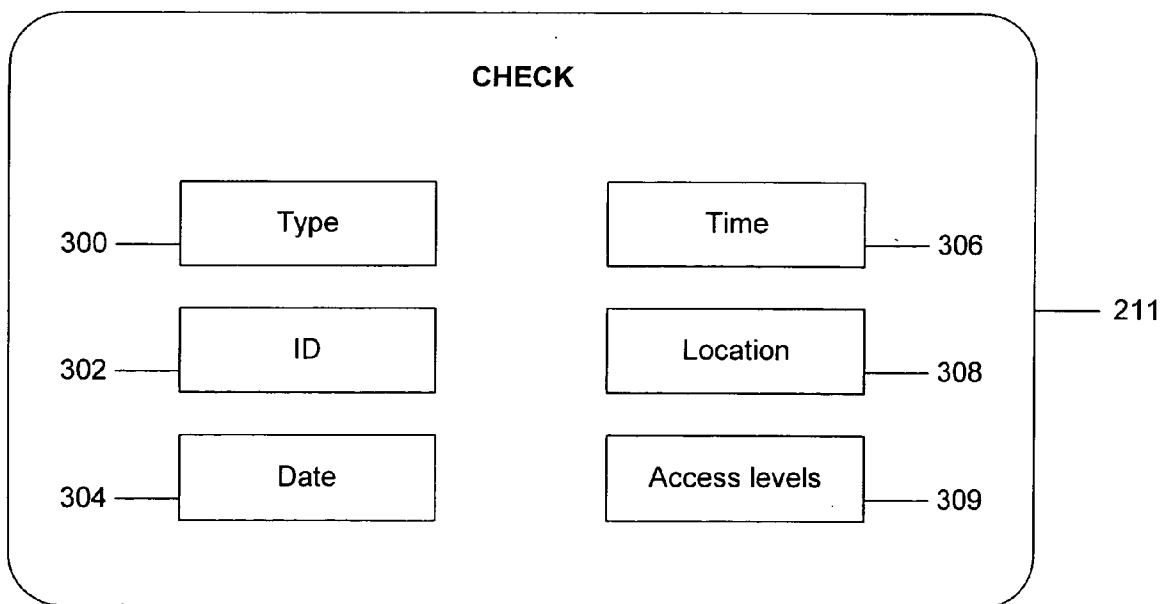 CHECK
Type
Time
300
306
ID
Location
211
302
308
Date
Access levels
304
309